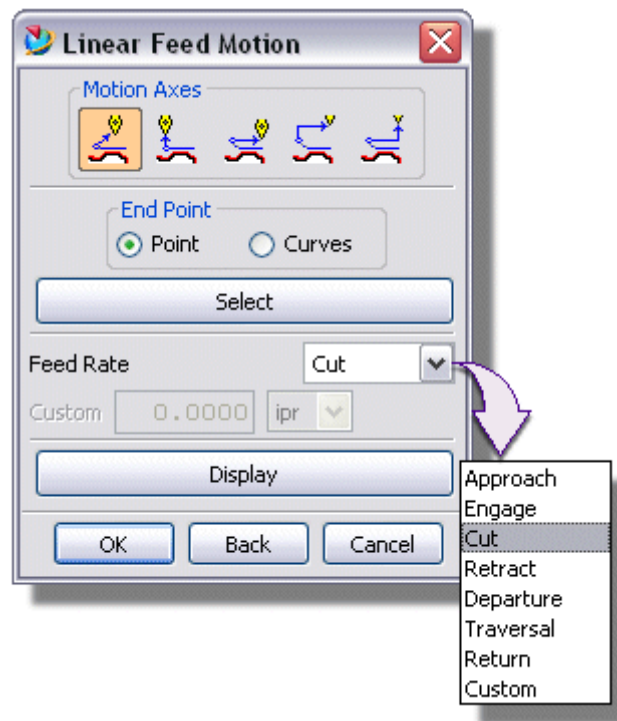 Linear Feed Motion
Motion Axes
End Point
Point Curves
Select
Feed Rate Cut
Custom 0.0000 ipr
Display
OK Back Cancel
Approach
Engage
Cut
Retract
Departure
Traversal
Return
Custom